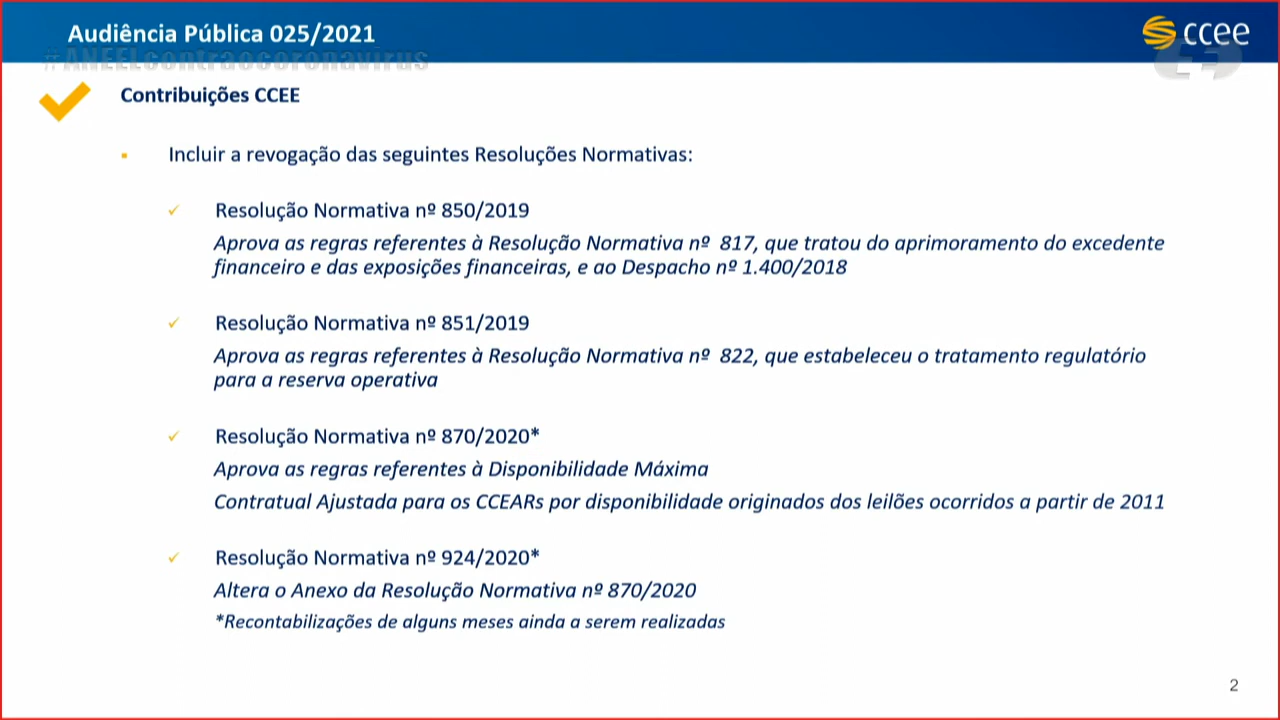 Audiência Pública 025/2021
ccee
#ANEELcontraocoronavirus
Contribuições CCEE
▪ Incluir a revogação das seguintes Resoluções Normativas:
✓ Resolução Normativa nº 850/2019
Aprova as regras referentes à Resolução Normativa nº 817, que tratou do aprimoramento do excedente
financeiro e das exposições financeiras, e ao Despacho nº 1.400/2018
✓ Resolução Normativa nº 851/2019
Aprova as regras referentes à Resolução Normativa nº 822, que estabeleceu o tratamento regulatório
para a reserva operativa
✓ Resolução Normativa nº 870/2020*
Aprova as regras referentes à Disponibilidade Máxima
Contratual Ajustada para os CCEARs por disponibilidade originados dos leilões ocorridos a partir de 2011
✓ Resolução Normativa nº 924/2020*
Altera o Anexo da Resolução Normativa nº 870/2020
*Recontabilizações de alguns meses ainda a serem realizadas
2